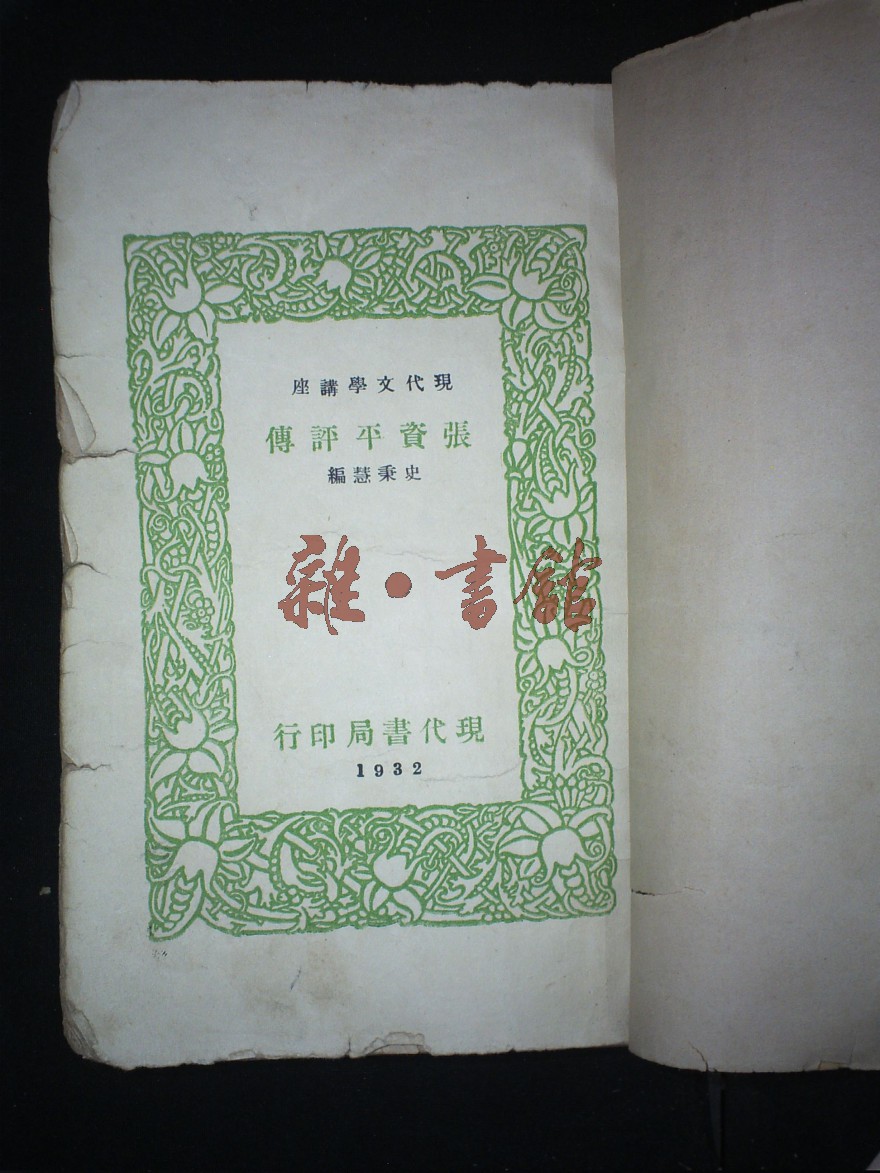 現代文學講座
張資平評傳
史秉慧編
雜·書館
現代書局印行
1932